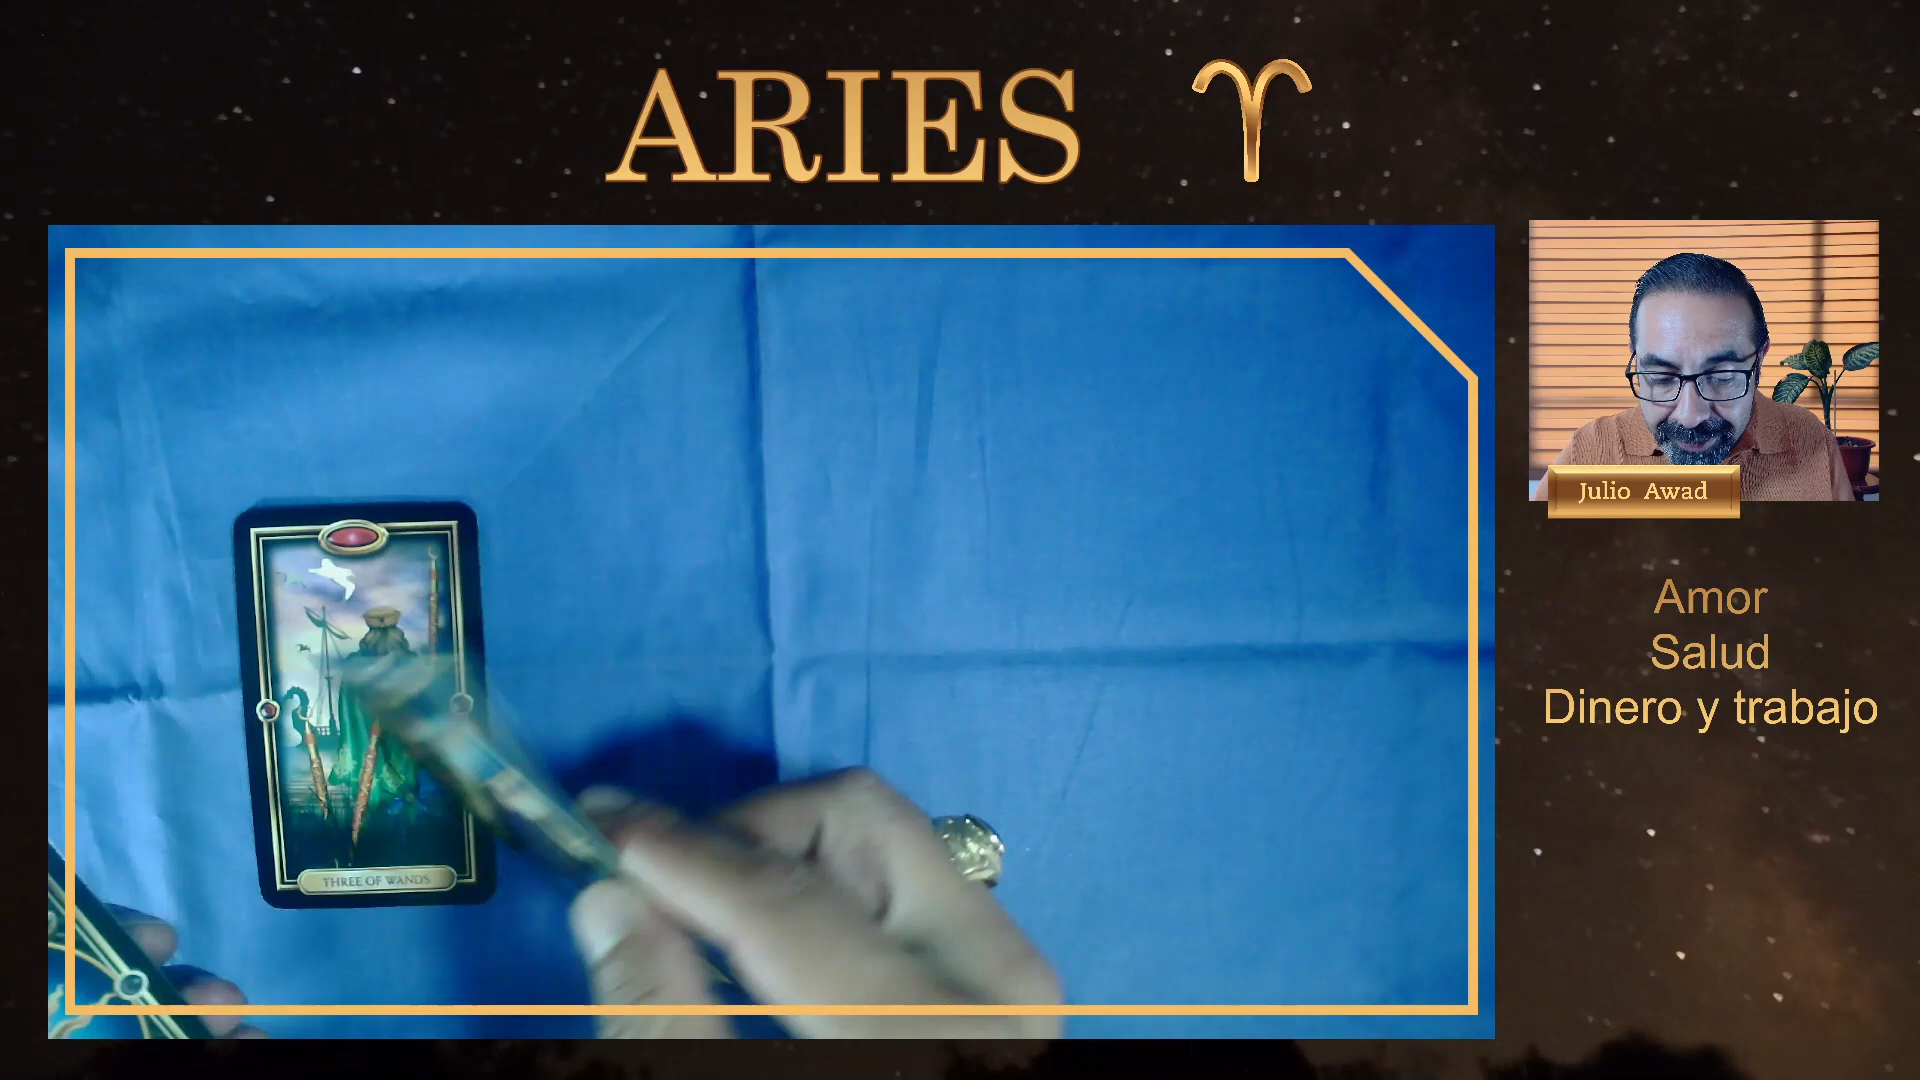 ARIES
Julio Awad
Amor
Salud
Dinero y trabajo
THREE OF WANDS